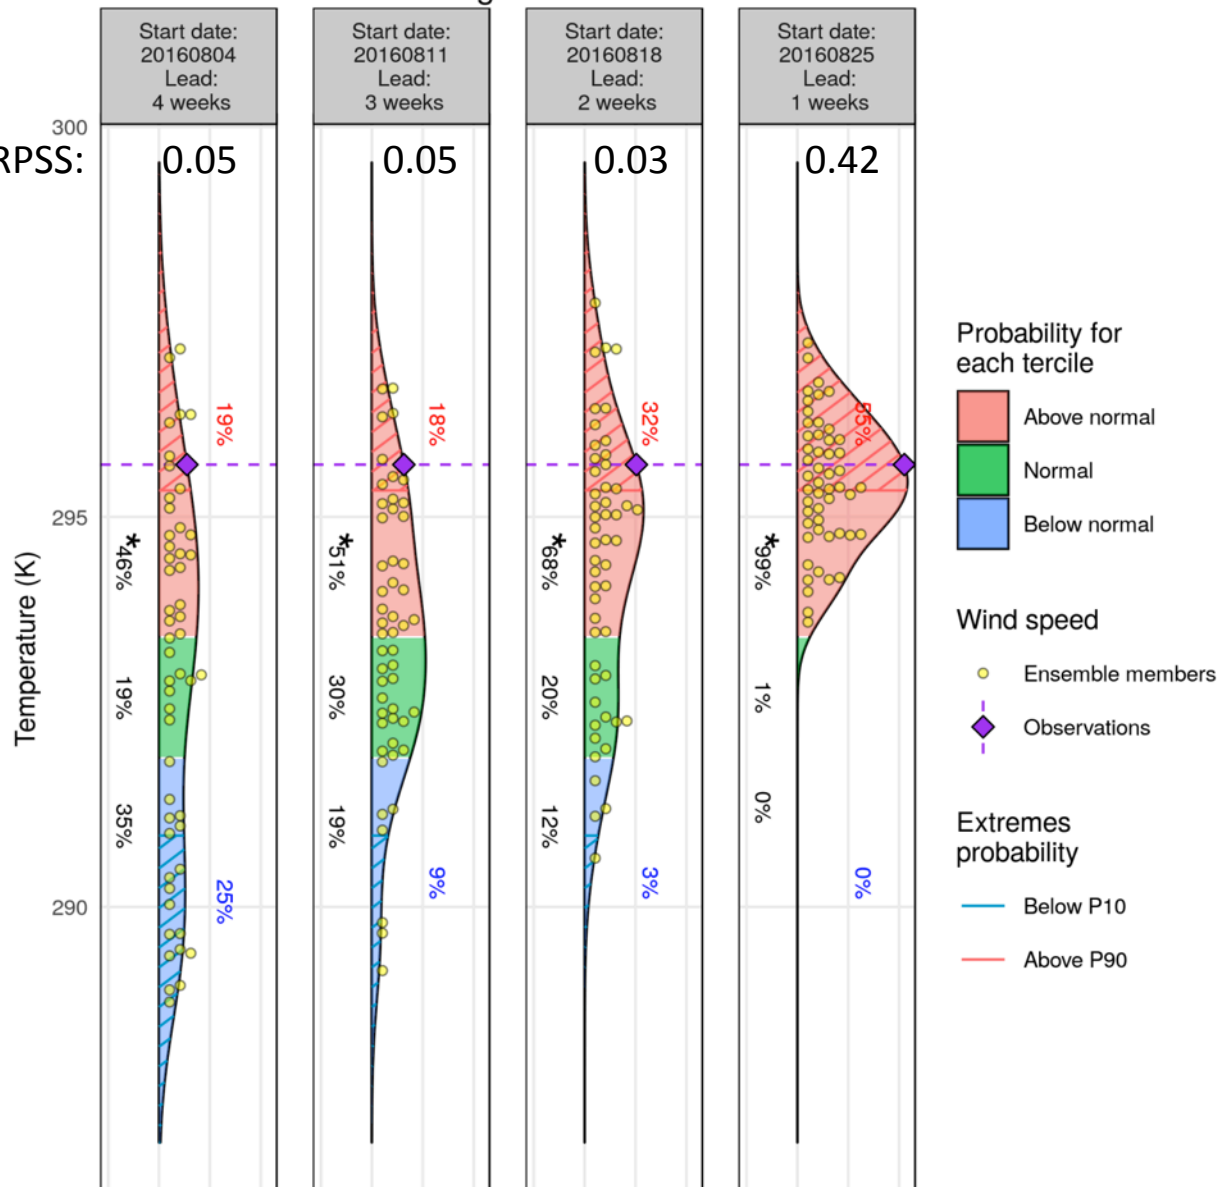 Start date:
20160804
Lead:
4 weeks
Start date:
20160811
Lead:
3 weeks
Start date:
20160818
Lead:
2 weeks
Start date:
20160825
Lead:
1 weeks
RPSS:
0.05
0.05
0.03
0.42
300
295
290
Temperature (K)
19%
*46%
19%
35%
25%
18%
*51%
30%
19%
9%
32%
*68%
20%
12%
3%
55%
*99%
1%
0%
0%
Probability for
each tercile
Above normal
Normal
Below normal
Wind speed
Ensemble members
Observations
Extremes
probability
Below P10
Above P90